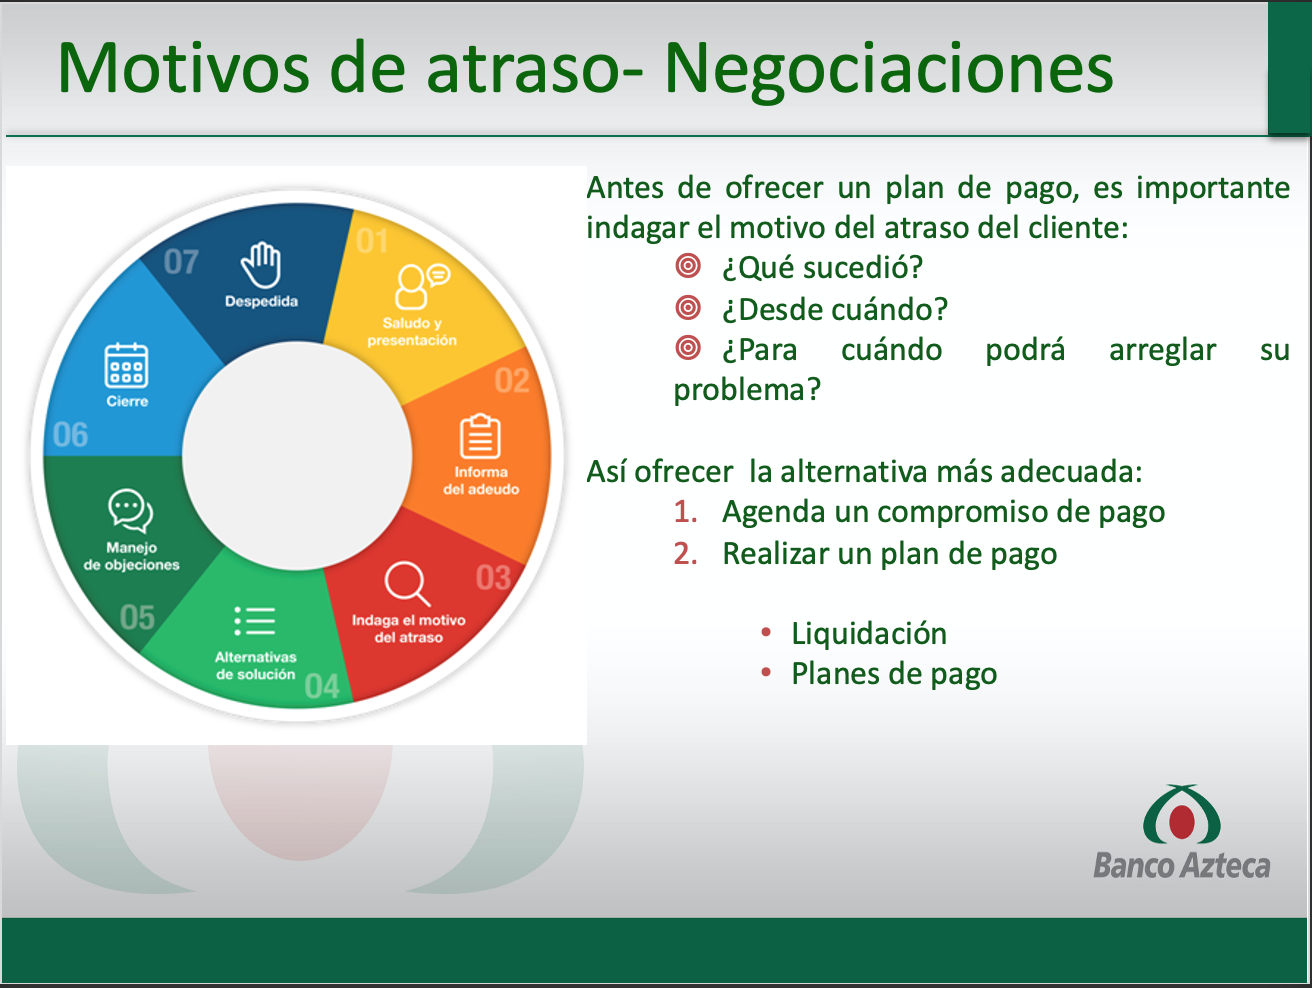 Motivos de atraso- Negociaciones
01
Saludo y
presentación
02
Informa
del adeudo
03
Indaga el motivo
del atraso
04
Alternativas
de solución
05
Manejo
de objeciones
06
Cierre
07
Despedida
Antes de ofrecer un plan de pago, es importante
indagar el motivo del atraso del cliente:
¿Qué sucedió?
¿Desde cuándo?
¿Para cuándo podrá arreglar su
problema?
Así ofrecer la alternativa más adecuada:
1. Agenda un compromiso de pago
2. Realizar un plan de pago
• Liquidación
• Planes de pago
Banco Azteca